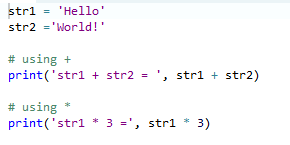 str1 = 'Hello'
str2 ='World!'
# using +
print('str1 + str2 = ', str1 + str2)
# using *
print('str1 * 3 =', str1 * 3)